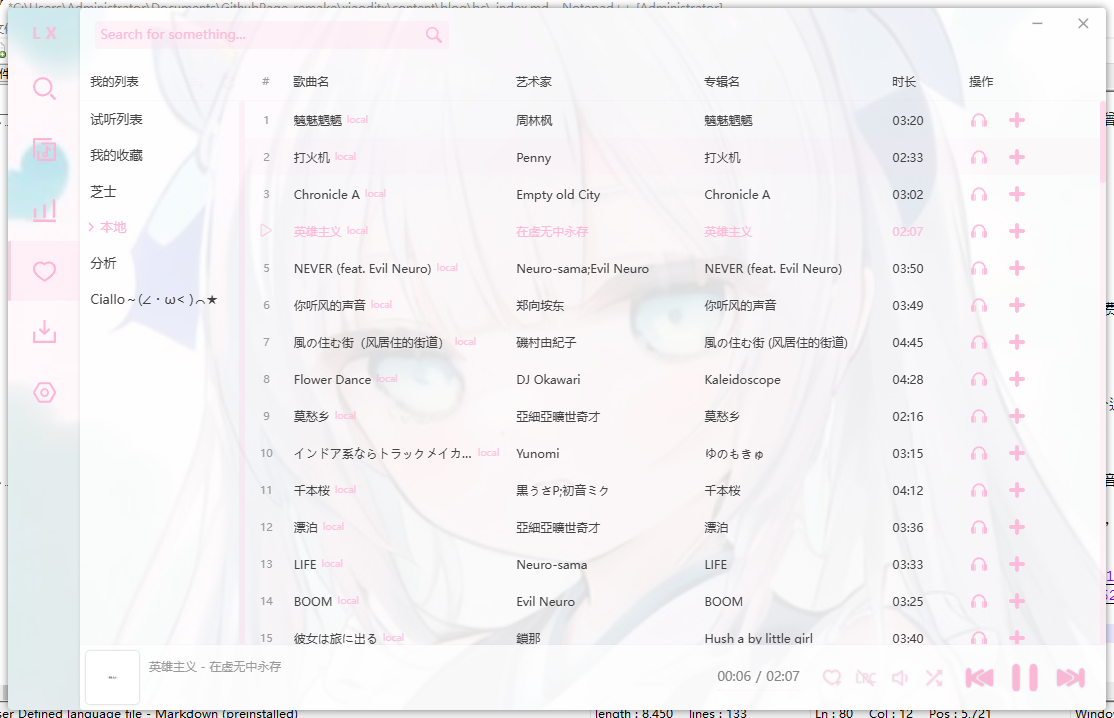 *C:\Users\Administrator\Documents\GithubPage-remake\xiaodity\content\blog\bc\_index.md - Notepad++ [Administrator]
LX
Search for something...
我的列表
试听列表
我的收藏
芝士
本地
分析
Ciallo～(∠・ω< )⌒★
# 歌曲名 艺术家 专辑名 时长 操作
1 魑魅魍魉 local 周林枫 魑魅魍魉 03:20
2 打火机 local Penny 打火机 02:33
3 Chronicle A local Empty old City Chronicle A 03:02
英雄主义 local 在虚无中永存 英雄主义 02:07
5 NEVER (feat. Evil Neuro) local Neuro-sama;Evil Neuro NEVER (feat. Evil Neuro) 03:50
6 你听风的声音 local 郑向垵东 你听风的声音 03:49
7 風の住む街（风居住的街道） local 磯村由紀子 風の住む街 (风居住的街道) 04:45
8 Flower Dance local DJ Okawari Kaleidoscope 04:28
9 莫愁乡 local 亞細亞曠世奇才 莫愁乡 02:16
10 インドア系ならトラックメイカ... local Yunomi ゆのもきゅ 03:15
11 千本桜 local 黒うさP;初音ミク 千本桜 04:12
12 漂泊 local 亞細亞曠世奇才 漂泊 03:36
13 LIFE local Neuro-sama LIFE 03:33
14 BOOM local Evil Neuro BOOM 03:25
15 彼女は旅に出る local 鎖那 Hush a by little girl 03:40
英雄主义 - 在虚无中永存
00:06 / 02:07
LRC
ser Defined language file - Markdown (preinstalled) length : 8,450 lines : 133 Ln : 80 Col : 12 Pos : 5,721 Window